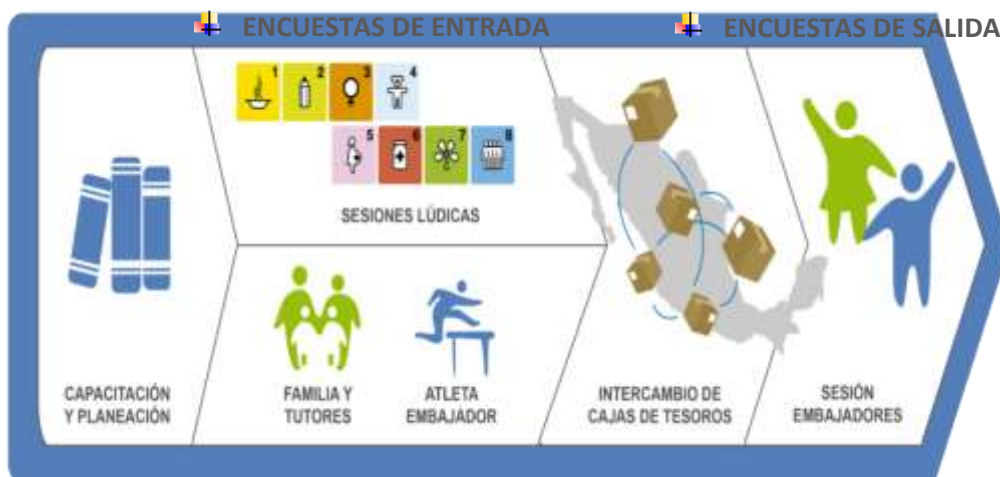 ENCUESTAS DE ENTRADA
ENCUESTAS DE SALIDA
1
2
3
4
5
6
7
8
SESIONES LÚDICAS
CAPACITACIÓN
Y PLANEACIÓN
FAMILIA Y
TUTORES
ATLETA
EMBAJADOR
INTERCAMBIO DE
CAJAS DE TESOROS
SESIÓN
EMBAJADORES